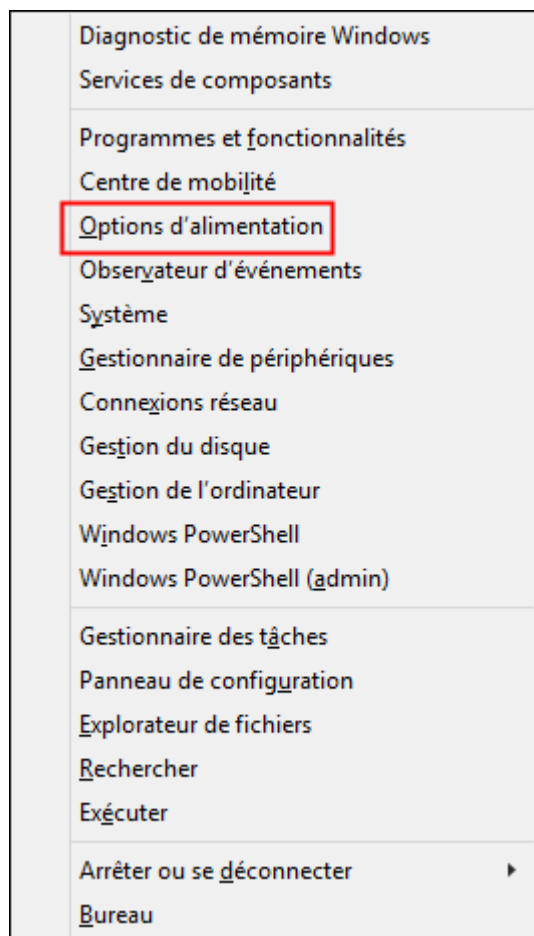 Diagnostic de mémoire Windows
Services de composants
Programmes et fonctionnalités
Centre de mobilité
Options d'alimentation
Observateur d'événements
Système
Gestionnaire de périphériques
Connexions réseau
Gestion du disque
Gestion de l'ordinateur
Windows PowerShell
Windows PowerShell (admin)
Gestionnaire des tâches
Panneau de configuration
Explorateur de fichiers
Rechercher
Exécuter
Arrêter ou se déconnecter
Bureau